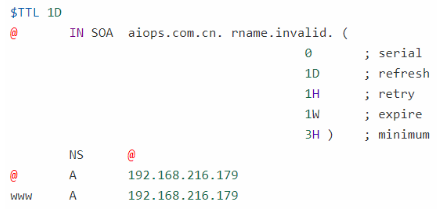 $TTL 1D
@ IN SOA aiops.com.cn. rname.invalid. (
0 ; serial
1D ; refresh
1H ; retry
1W ; expire
3H ) ; minimum
NS @
@ A 192.168.216.179
www A 192.168.216.179